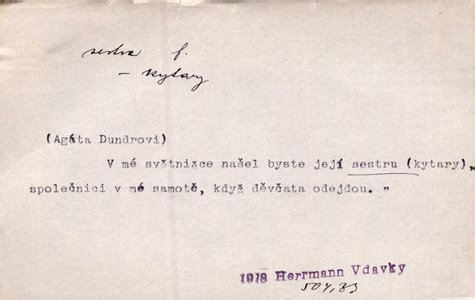 sestra f.
– kytary
(Agáta Dundrovi)
V mé světnizce našel byste její sestru (kytary),
společnici v mé samotě, když děvčata odejdou. "
1918 Herrmann Vdavky
504,83